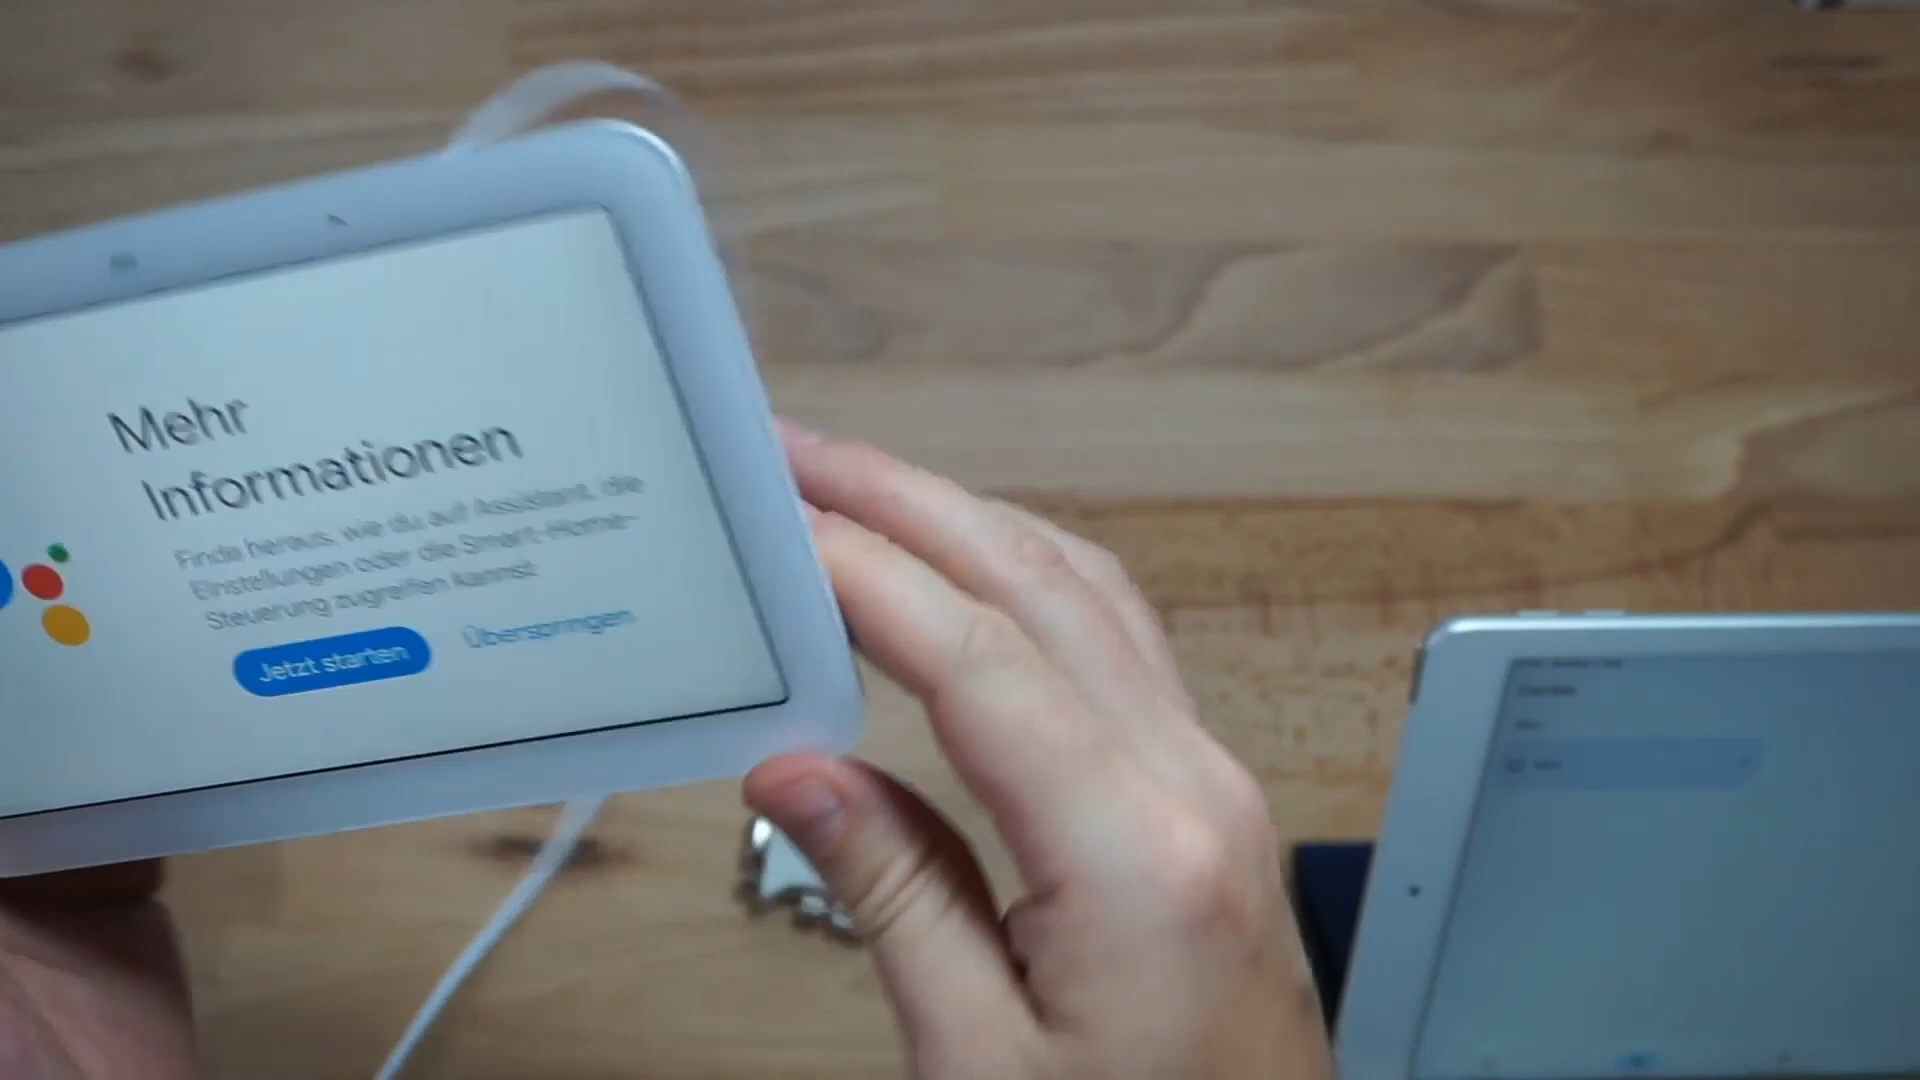 Mehr
Informationen
Finde heraus, wie du auf Assistant, die
Einstellungen oder die Smart-Home-
Steuerung zugreifen kannst
Jetzt starten
Überspringen